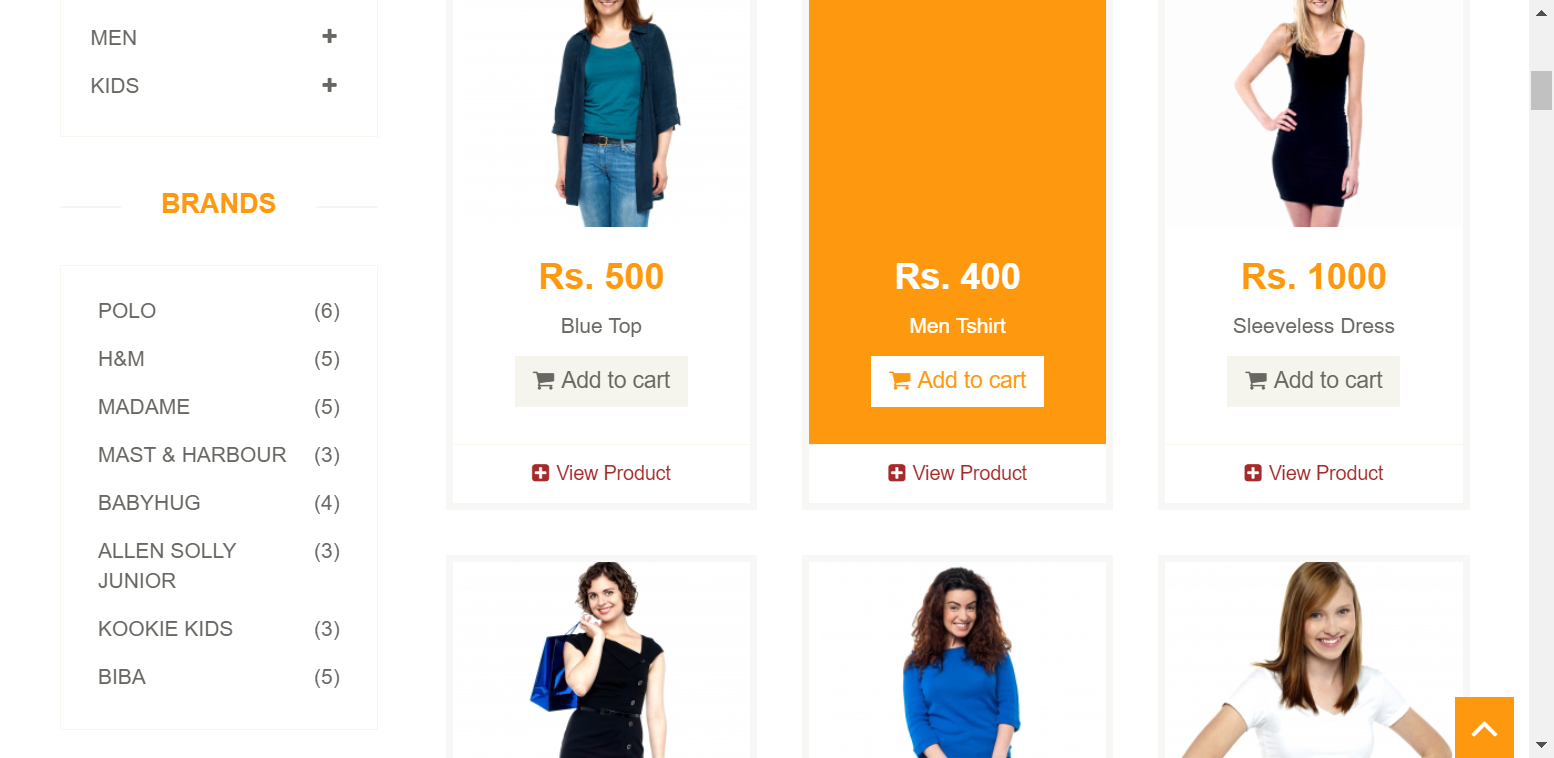 MEN
KIDS
BRANDS
POLO (6)
H&M (5)
MADAME (5)
MAST & HARBOUR (3)
BABYHUG (4)
ALLEN SOLLY (3)
JUNIOR
KOOKIE KIDS (3)
BIBA (5)
Rs. 500
Blue Top
Add to cart
View Product
Rs. 400
Men Tshirt
Add to cart
View Product
Rs. 1000
Sleeveless Dress
Add to cart
View Product